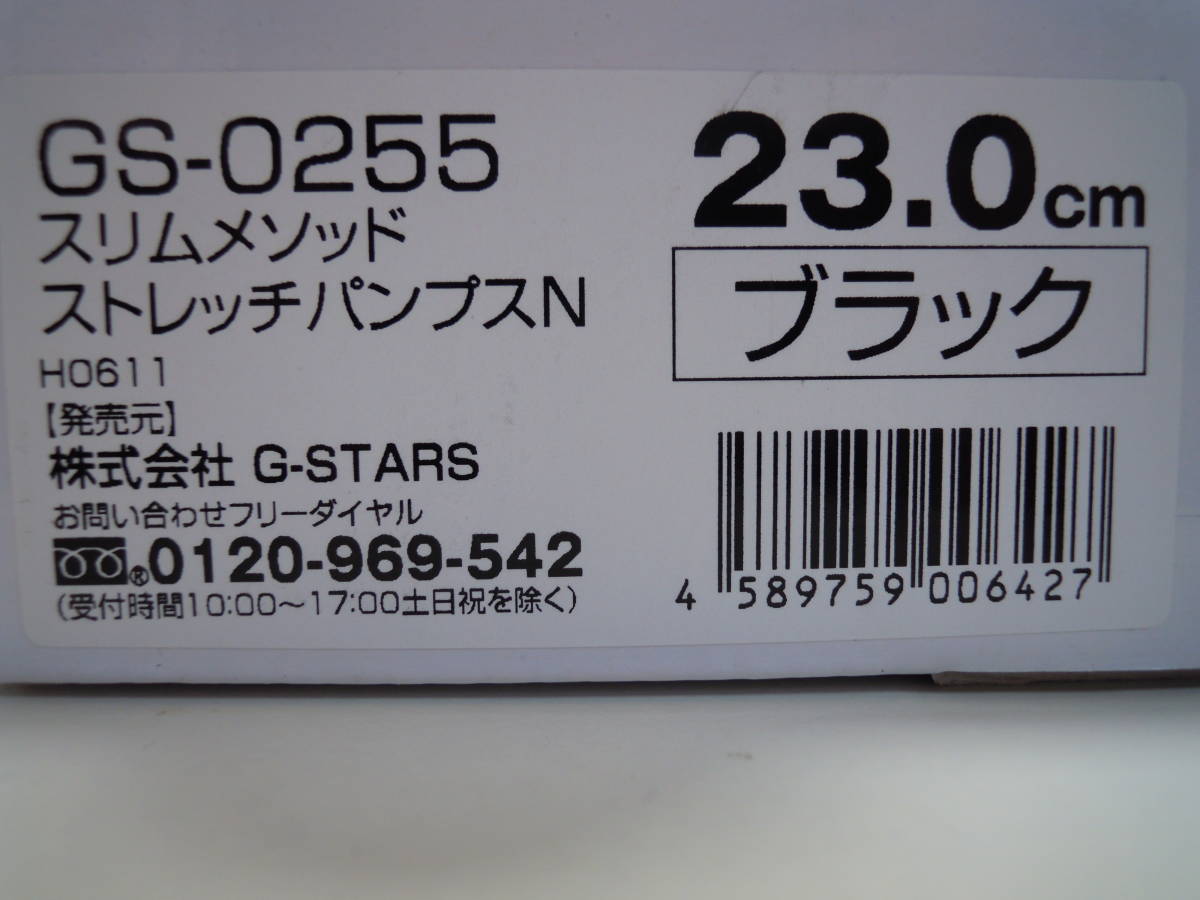 GS-0255
スリムメソッド
ストレッチパンプスN
H0611
【発売元】
株式会社 G-STARS
お問い合わせフリーダイヤル
®0120-969-542
(受付時間10:00～17:00土日祝を除く)
23.0cm
ブラック
4 589759 006427